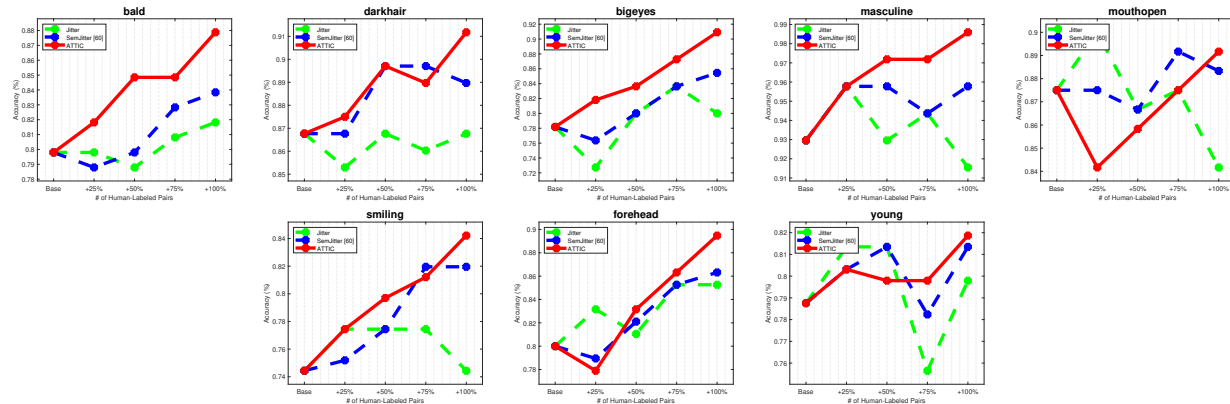 bald
Jitter
SemJitter [60]
ATTIC
0.88
0.87
0.86
0.85
0.84
0.83
0.82
0.81
0.8
0.79
0.78
Accuracy (%)
Base +25% +50% +75% +100%
# of Human-Labeled Pairs
darkhair
Jitter
SemJitter [60]
ATTIC
0.91
0.9
0.89
0.88
0.87
0.86
0.85
Accuracy (%)
Base +25% +50% +75% +100%
# of Human-Labeled Pairs
bigeyes
Jitter
SemJitter [60]
ATTIC
0.92
0.9
0.88
0.86
0.84
0.82
0.8
0.78
0.76
0.74
0.72
Accuracy (%)
Base +25% +50% +75% +100%
# of Human-Labeled Pairs
masculine
Jitter
SemJitter [60]
ATTIC
0.99
0.98
0.97
0.96
0.95
0.94
0.93
0.92
0.91
Accuracy (%)
Base +25% +50% +75% +100%
# of Human-Labeled Pairs
mouthopen
Jitter
SemJitter [60]
ATTIC
0.9
0.89
0.88
0.87
0.86
0.85
0.84
Accuracy (%)
Base +25% +50% +75% +100%
# of Human-Labeled Pairs
smiling
Jitter
SemJitter [60]
ATTIC
0.84
0.82
0.8
0.78
0.76
0.74
Accuracy (%)
Base +25% +50% +75% +100%
# of Human-Labeled Pairs
forehead
Jitter
SemJitter [60]
ATTIC
0.9
0.88
0.86
0.84
0.82
0.8
0.78
Accuracy (%)
Base +25% +50% +75% +100%
# of Human-Labeled Pairs
young
Jitter
SemJitter [60]
ATTIC
0.82
0.81
0.8
0.79
0.78
0.77
0.76
Accuracy (%)
Base +25% +50% +75% +100%
# of Human-Labeled Pairs